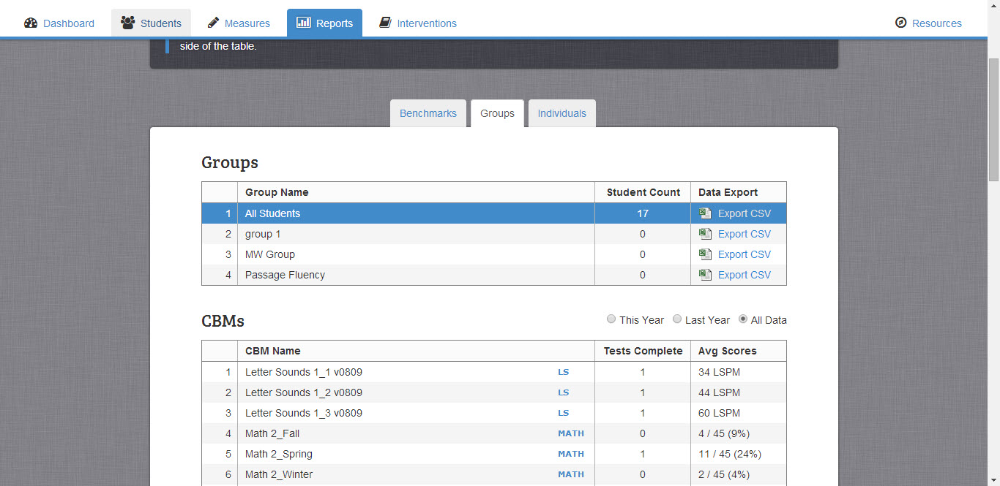 Dashboard Students Measures Reports Interventions Resources
side of the table.
Benchmarks Groups Individuals
Groups
Group Name Student Count Data Export
1 All Students 17 Export CSV
2 group 1 0 Export CSV
3 MW Group 0 Export CSV
4 Passage Fluency 0 Export CSV
CBMs This Year Last Year All Data
CBM Name Tests Complete Avg Scores
1 Letter Sounds 1_1 v0809 LS 1 34 LSPM
2 Letter Sounds 1_2 v0809 LS 1 44 LSPM
3 Letter Sounds 1_3 v0809 LS 1 60 LSPM
4 Math 2_Fall MATH 0 4 / 45 (9%)
5 Math 2_Spring MATH 1 11 / 45 (24%)
6 Math 2_Winter MATH 0 2 / 45 (4%)